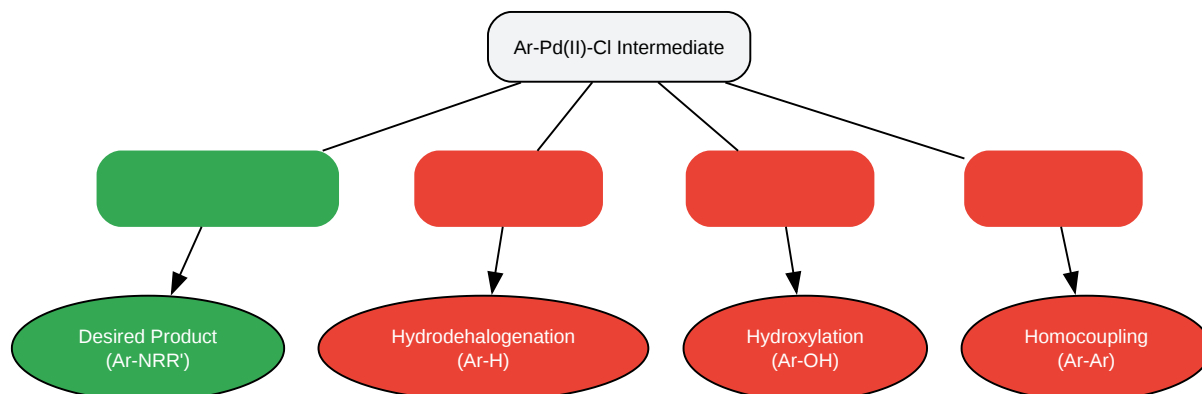 Ar-Pd(II)-Cl Intermediate
Desired Product
(Ar-NRR')
Hydrodehalogenation
(Ar-H)
Hydroxylation
(Ar-OH)
Homocoupling
(Ar-Ar)